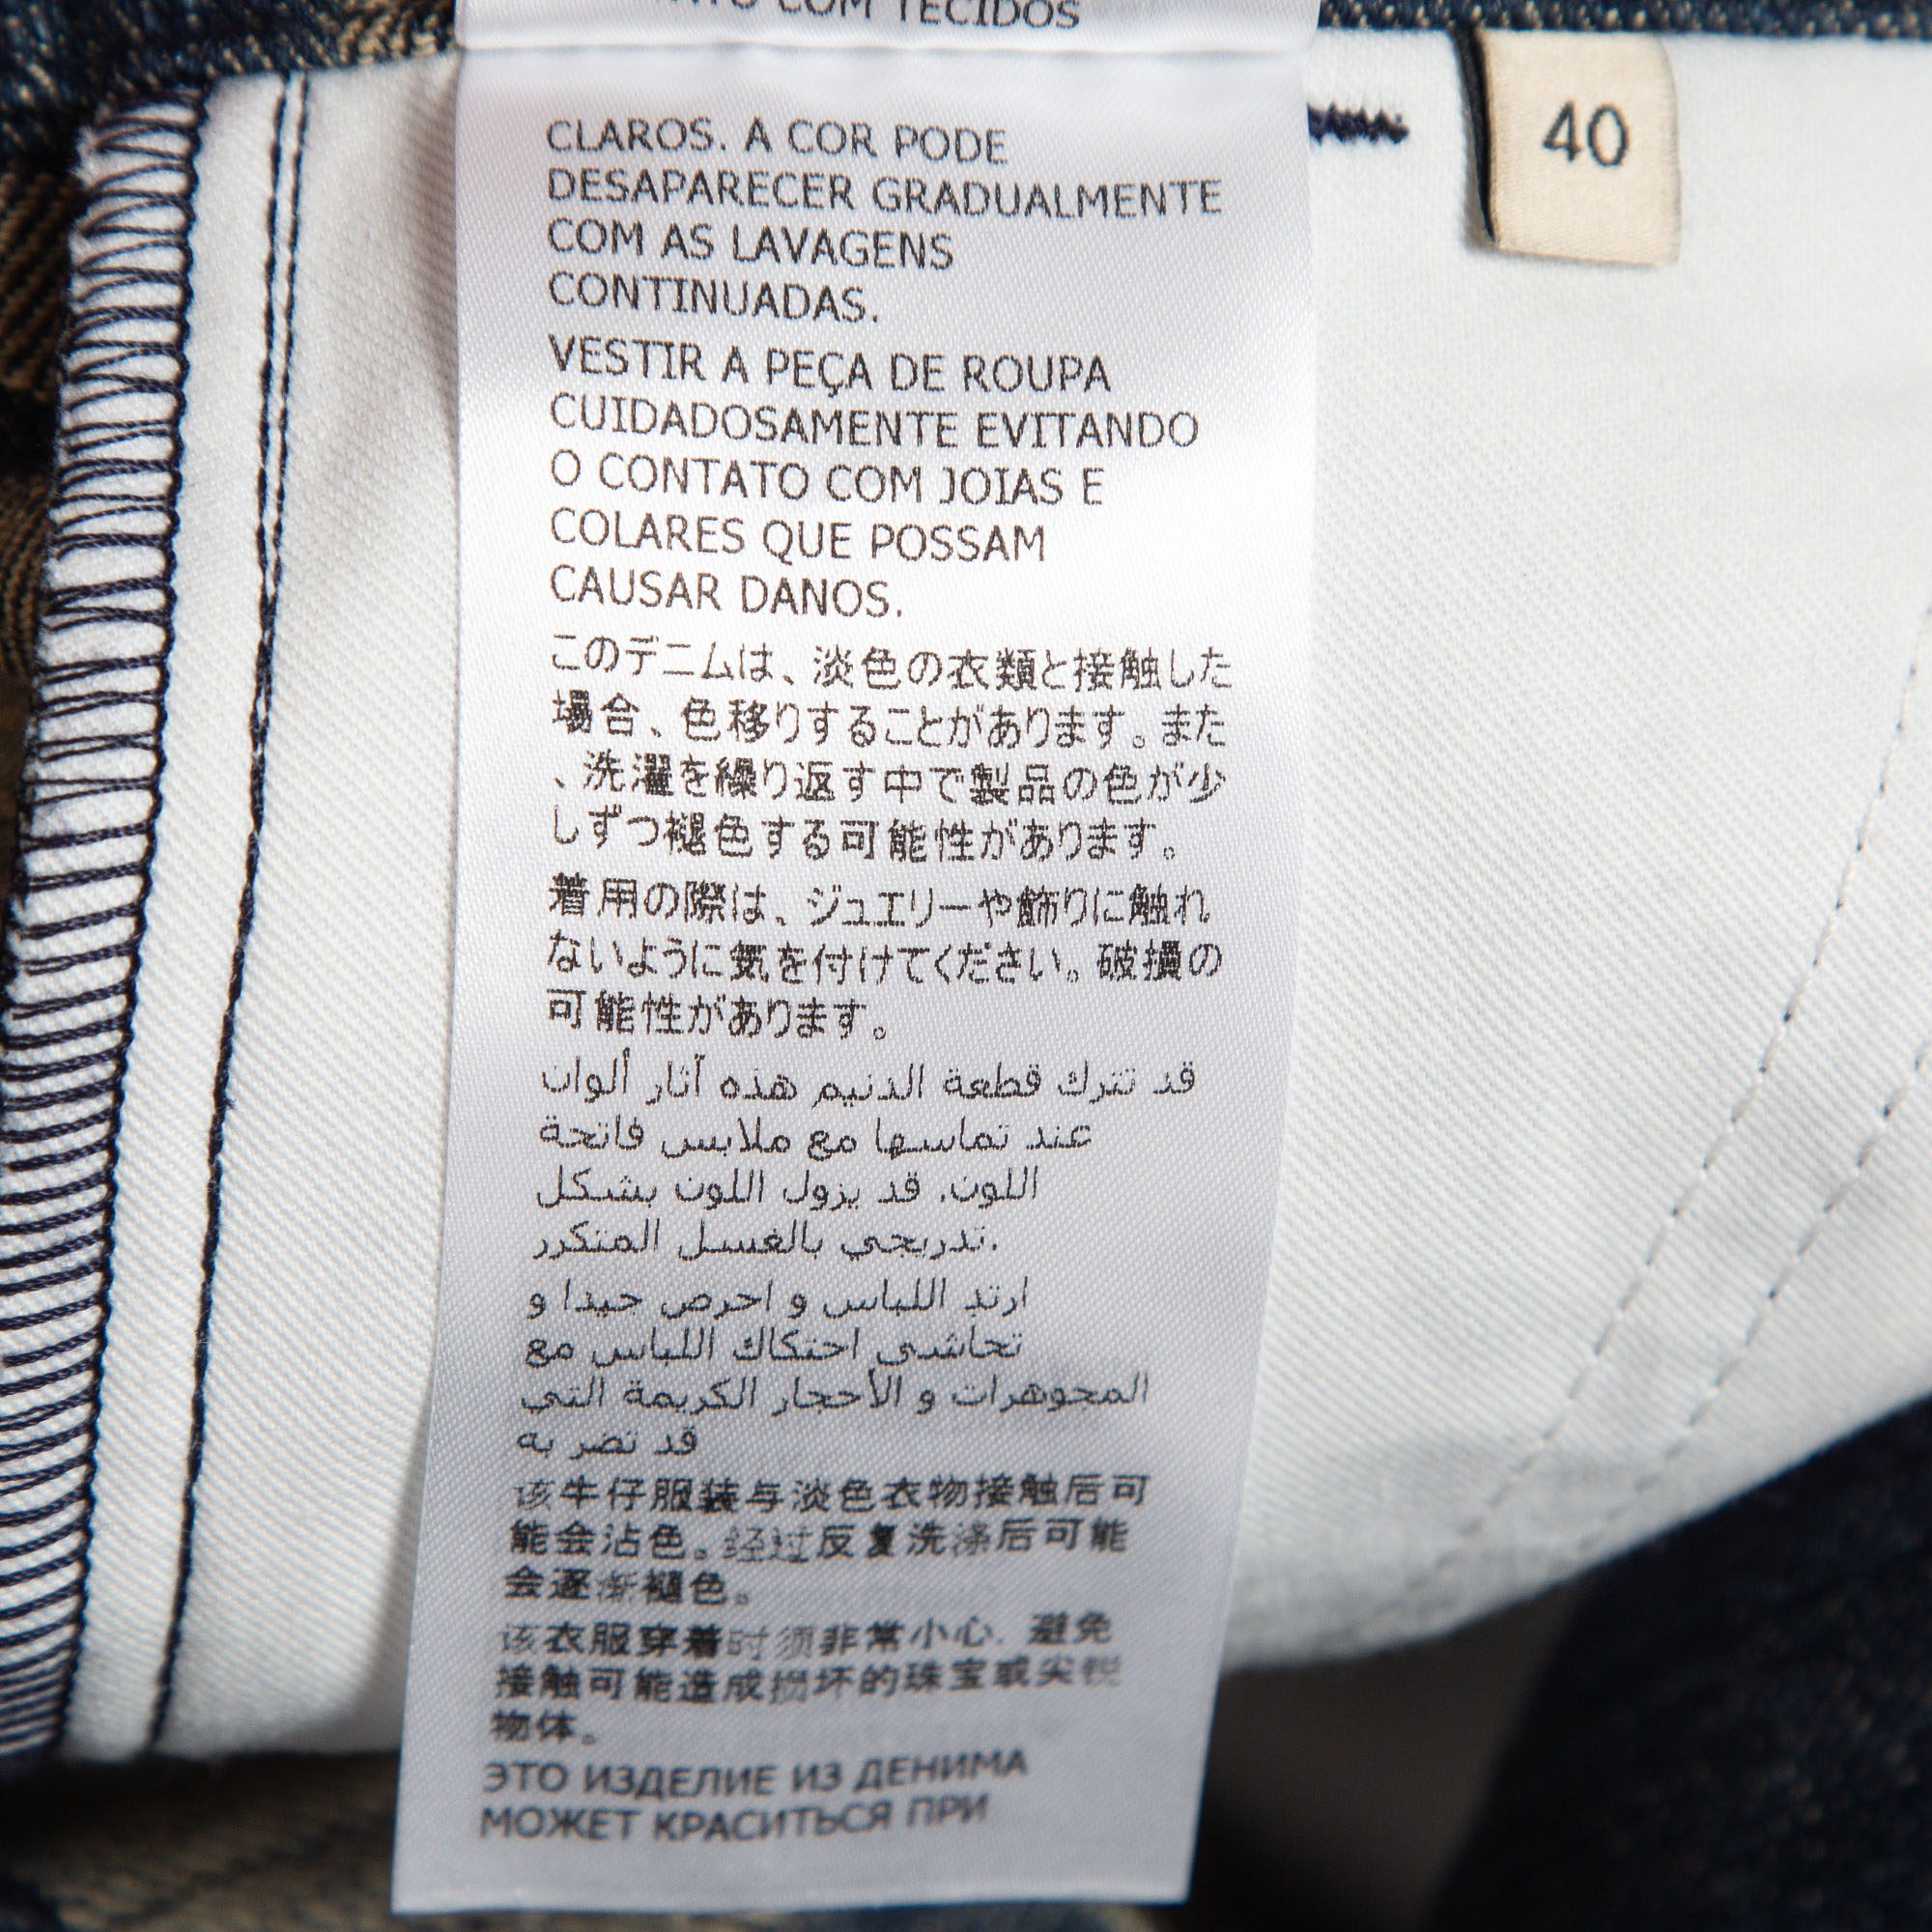 COM TECIDOS
CLAROS. A COR PODE
DESAPARECER GRADUALMENTE
COM AS LAVAGENS
CONTINUADAS.
VESTIR A PEÇA DE ROUPA
CUIDADOSAMENTE EVITANDO
O CONTATO COM JOIAS E
COLARES QUE POSSAM
CAUSAR DANOS.
このデニムは、淡色の衣類と接触した
場合、色移りすることがあります。また
、洗濯を繰り返す中で製品の色が少
しずつ褪色する可能性があります。
着用の際は、ジュエリーや飾りに触れ
ないように気を付けてください。破損の
可能性があります。
قد تترك قطعة الدنيم هذه آثار ألوان
عند تماسها مع ملابس فاتحة
اللون. قد يزول اللون بشكل
تدريجي بالغسل المتكرر.
ارتد اللباس و احرص جيدا و
تحاشى احتكاك اللباس مع
المجوهرات و الأحجار الكريمة التي
قد تضر به
该牛仔服装与淡色衣物接触后可
能会沾色。经过反复洗涤后可能
会逐渐褪色。
该衣服穿着时须非常小心. 避免
接触可能造成损坏的珠宝或尖锐
物体。
ЭТО ИЗДЕЛИЕ ИЗ ДЕНИМА
МОЖЕТ КРАСИТЬСЯ ПРИ
40